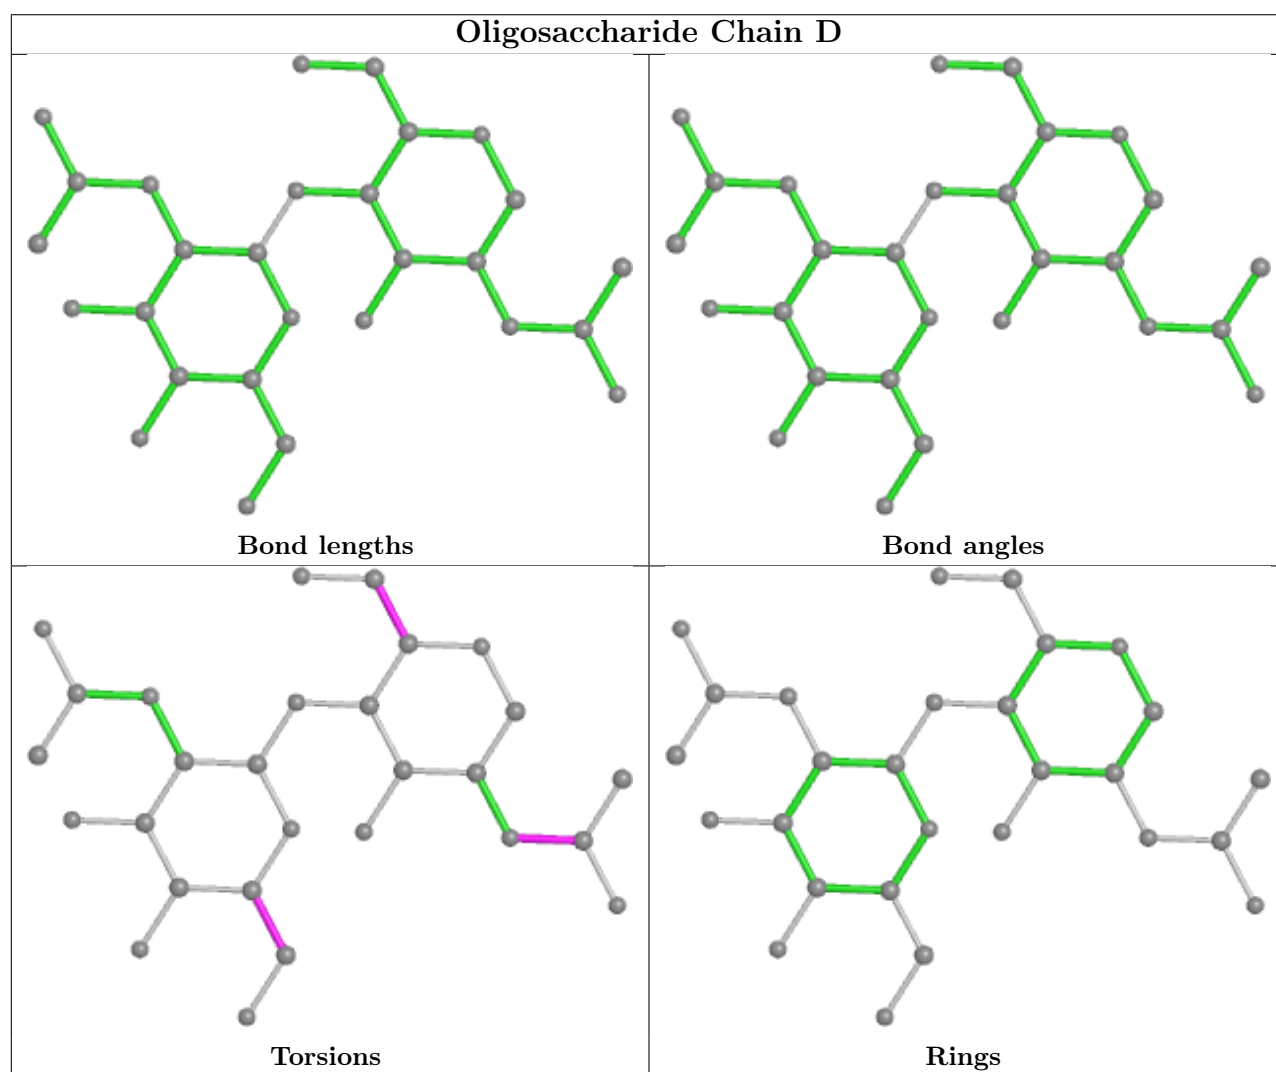 Oligosaccharide Chain D
Bond lengths
Bond angles
Torsions
Rings